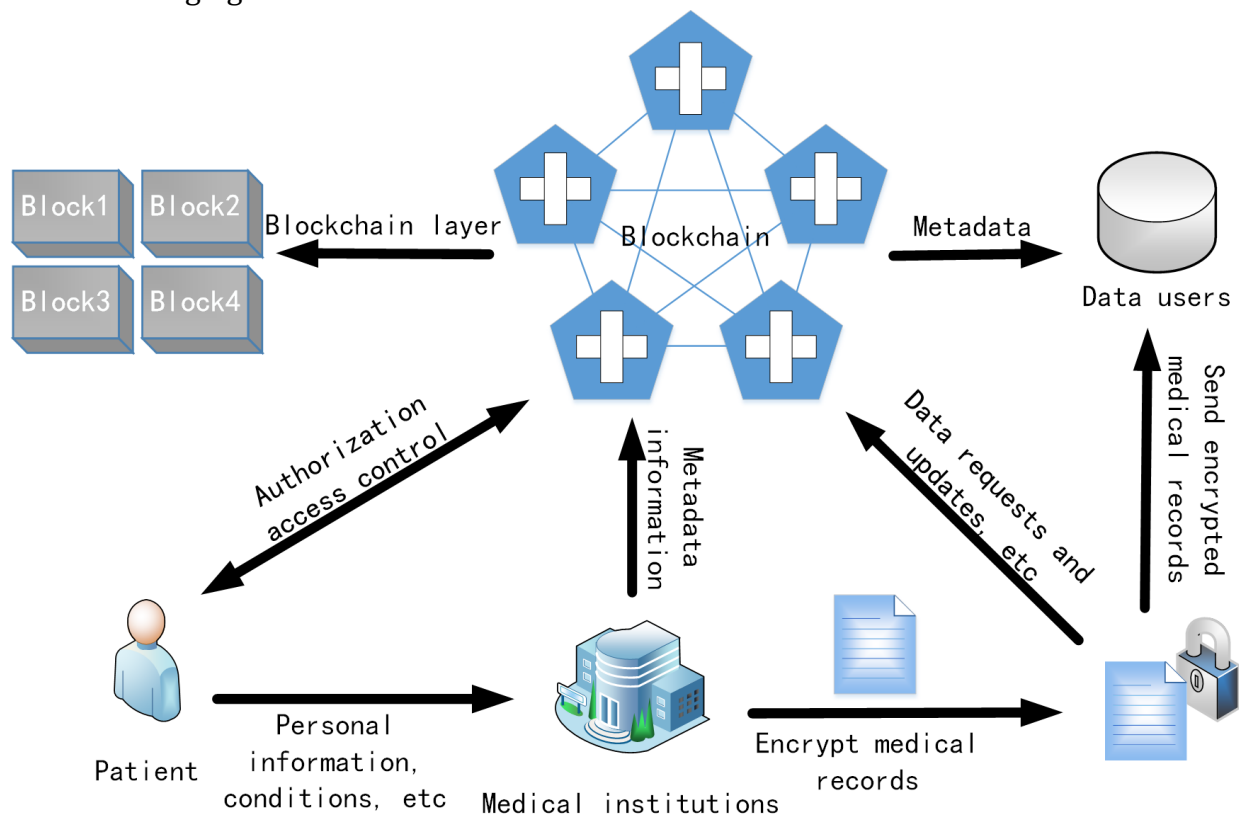 Block1
Block2
Block3
Block4
Blockchain layer
Blockchain
Metadata
Data users
Authorization
access control
Metadata
information
Data requests and
updates, etc
Send encrypted
medical records
Patient
Personal
information,
conditions, etc
Medical institutions
Encrypt medical
records